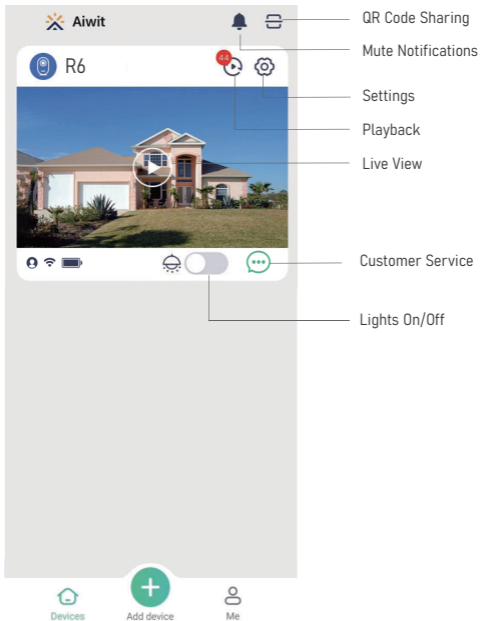 Aiwit
QR Code Sharing
Mute Notifications
R6
44
Settings
Playback
Live View
Customer Service
Lights On/Off
Devices
Add device
Me